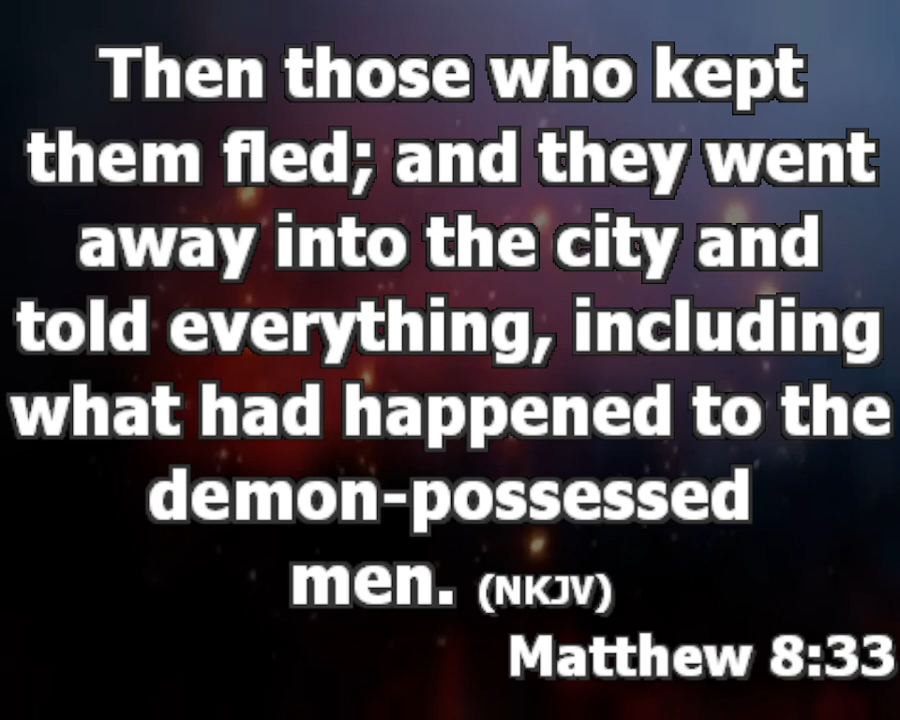 Then those who kept
them fled; and they went
away into the city and
told everything, including
what had happened to the
demon-possessed
men. (NKJV)
Matthew 8:33